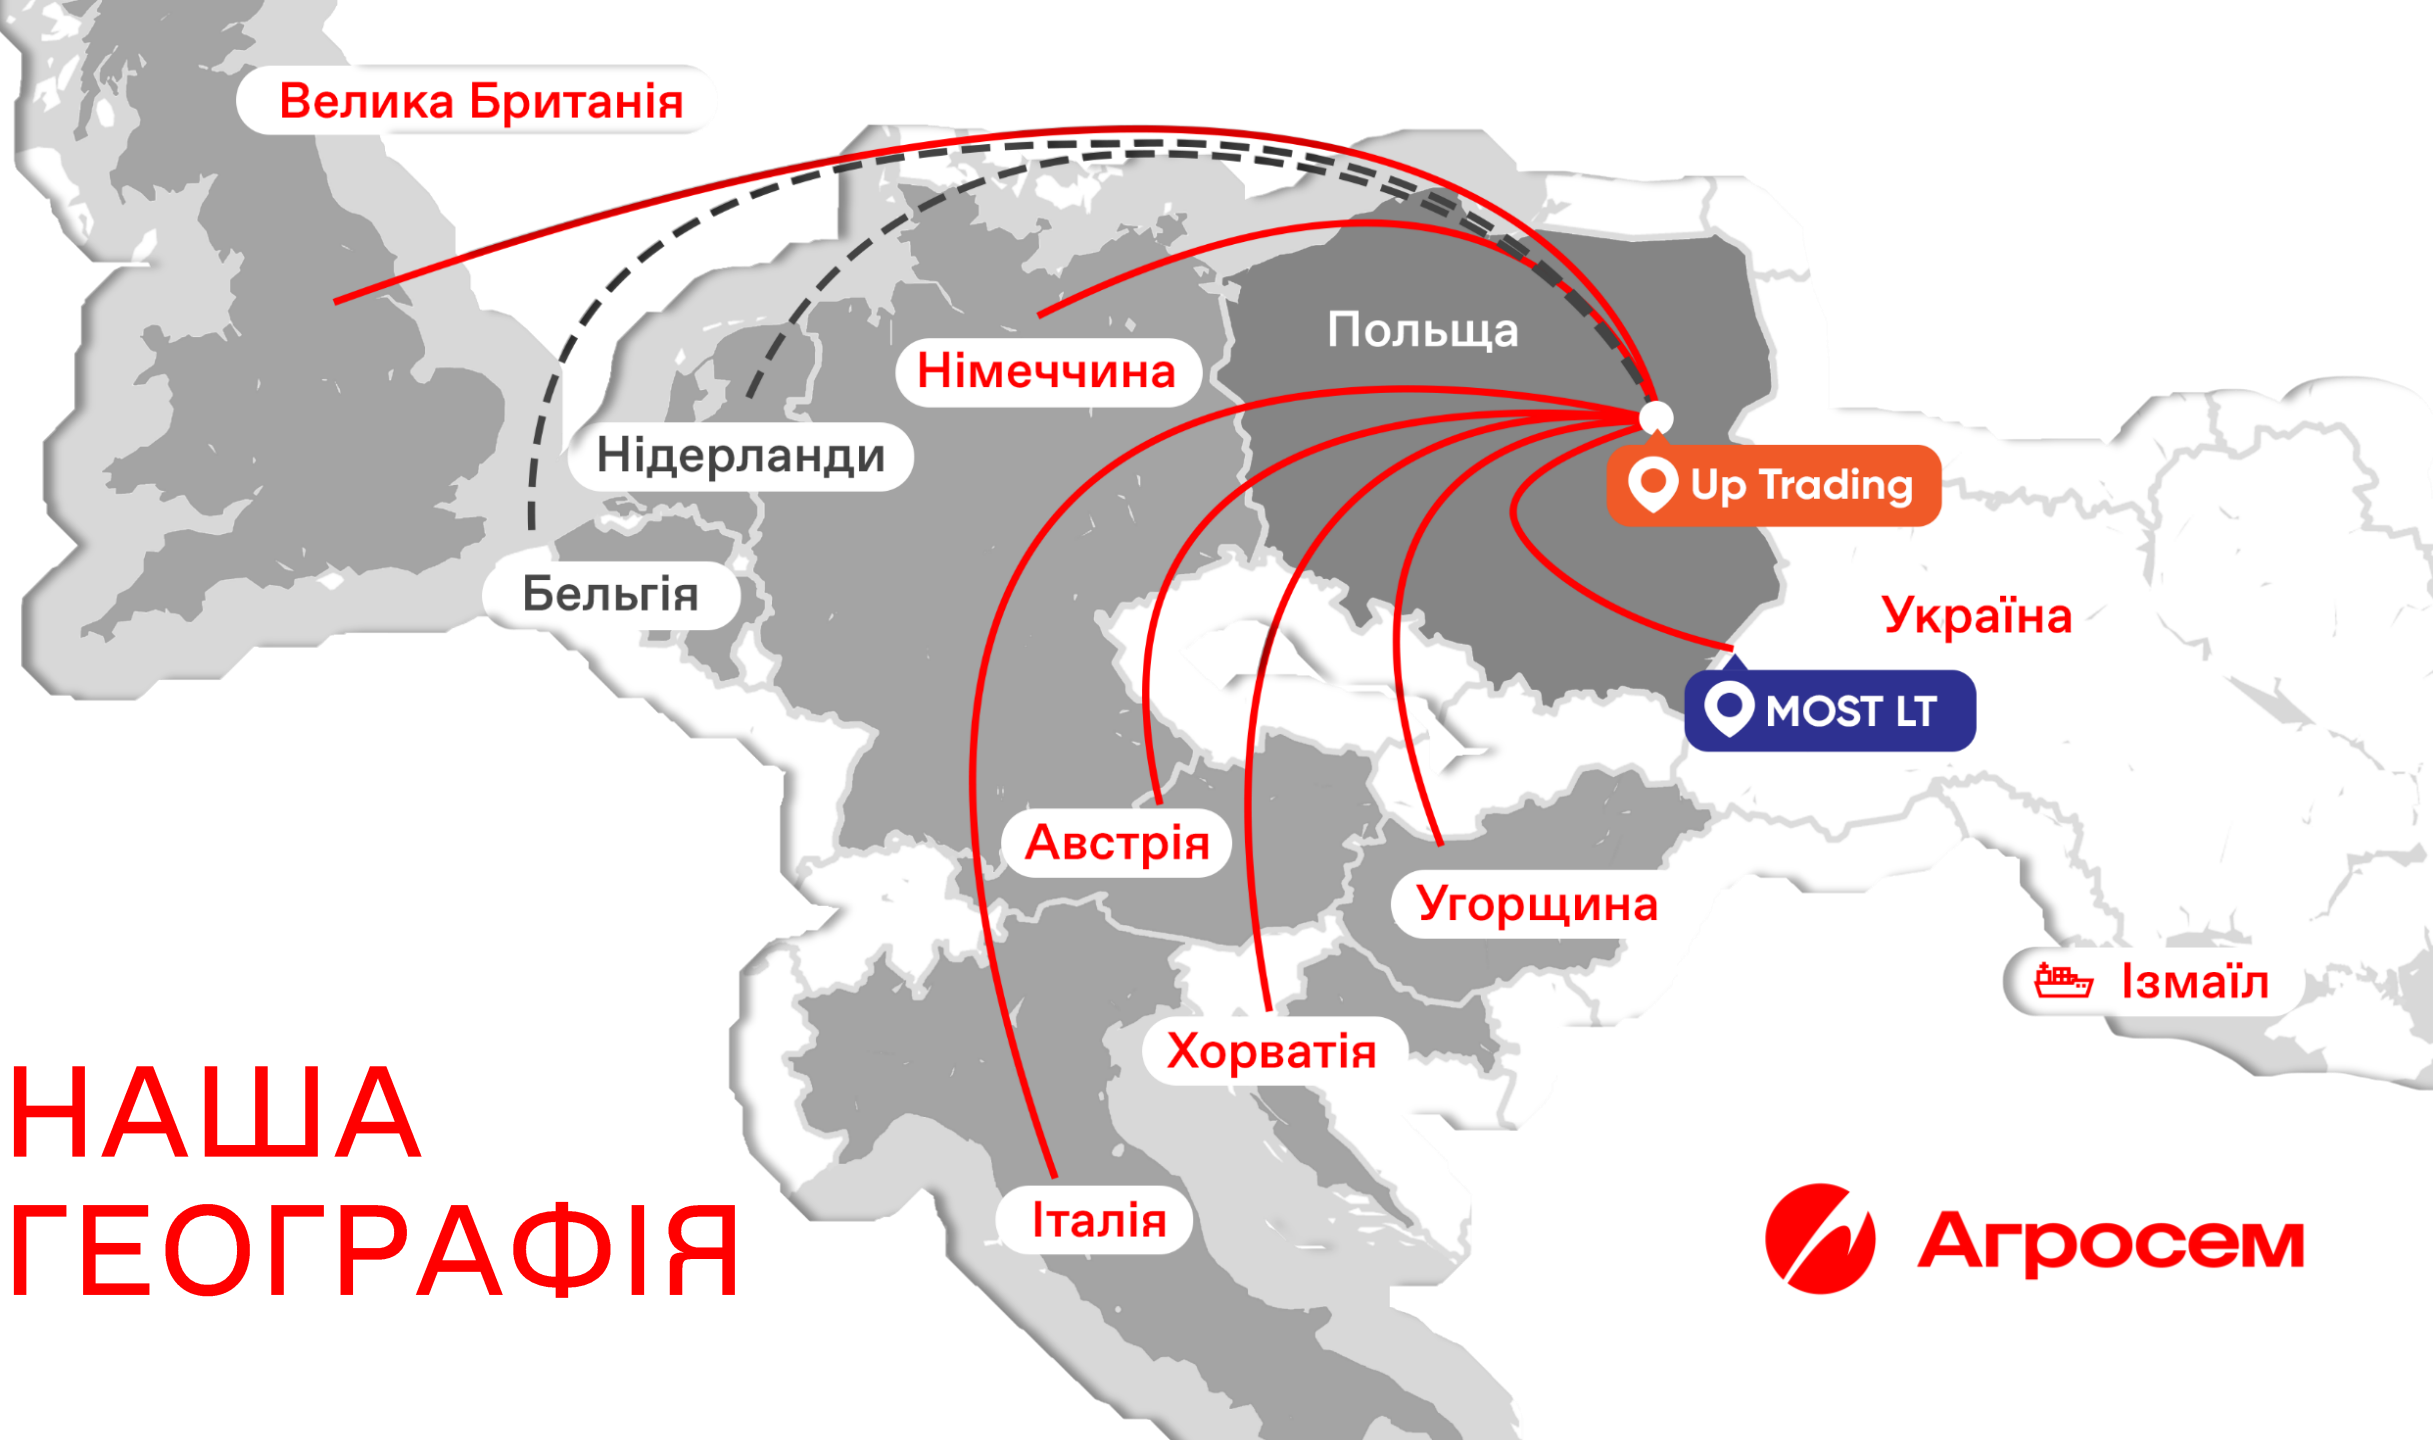 Велика Британія
Польща
Німеччина
Нідерланди
Up Trading
Бельгія
Україна
MOST LT
Австрія
Угорщина
Ізмаїл
Хорватія
Італія
НАША
ГЕОГРАФІЯ
Агросем